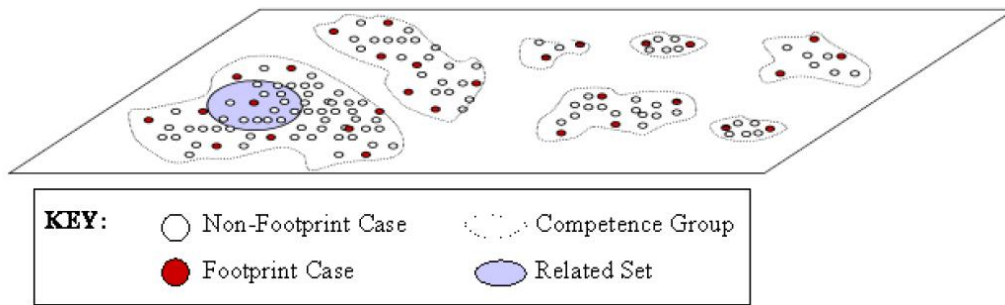 KEY: Non-Footprint Case Competence Group
Footprint Case Related Set